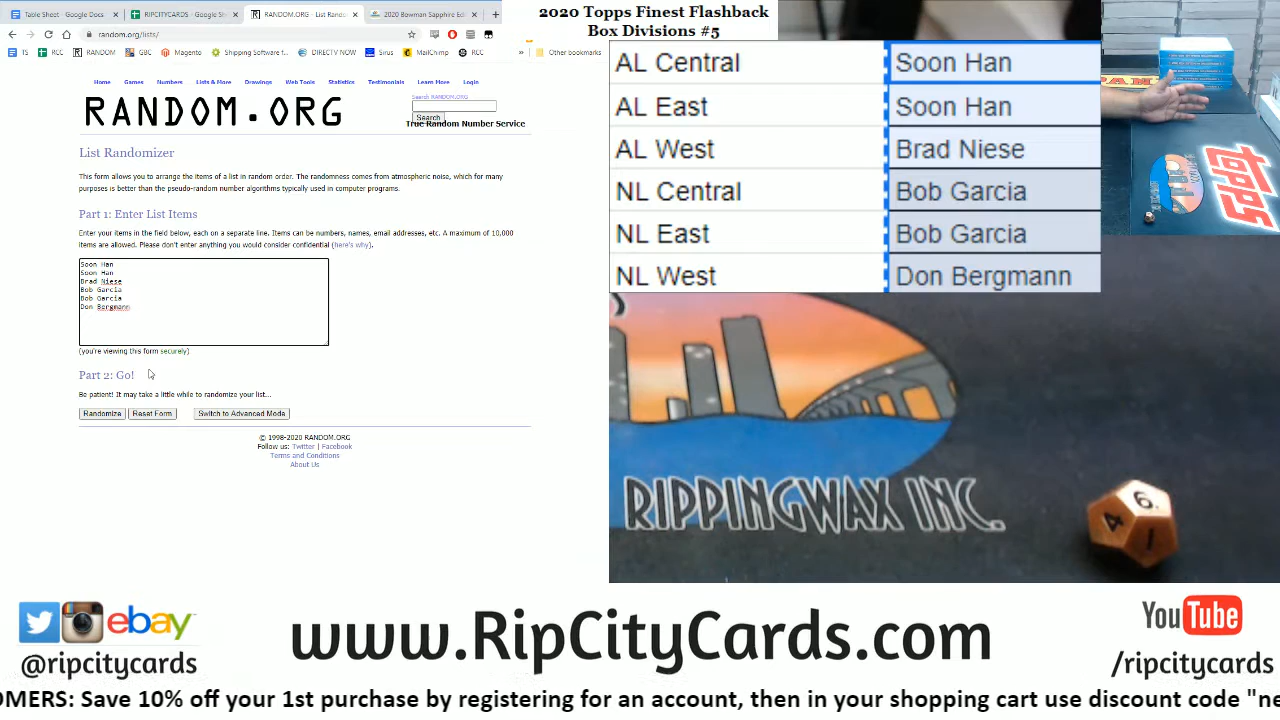 Table Sheet - Google Docs
RIPCITYCARDS - Google Sh
RANDOM.ORG - List Randomi
2020 Bowman Sapphire Edi
random.org/lists/
TS
RCC
RANDOM
GBC
Magento
Shipping Software f...
DIRECTV NOW
Sirus
MailChimp
RCC
Other bookmarks
Home Games Numbers Lists & More Drawings Web Tools Statistics Testimonials Learn More Login
RANDOM.ORG
Search RANDOM.ORG
Search
True Random Number Service
List Randomizer
This form allows you to arrange the items of a list in random order. The randomness comes from atmospheric noise, which for many
purposes is better than the pseudo-random number algorithms typically used in computer programs.
Part 1: Enter List Items
Enter your items in the field below, each on a separate line. Items can be numbers, names, email addresses, etc. A maximum of 10,000
items are allowed. Please don't enter anything you would consider confidential (here's why).
Soon Han
Soon Han
Brad Niese
Bob Garcia
Bob Garcia
Don Bergmann
(you're viewing this form securely)
Part 2: Go!
Be patient! It may take a little while to randomize your list...
Randomize Reset Form Switch to Advanced Mode
© 1998-2020 RANDOM.ORG
Follow us: Twitter | Facebook
Terms and Conditions
About Us
2020 Topps Finest Flashback
Box Divisions #5
AL Central Soon Han
AL East Soon Han
AL West Brad Niese
NL Central Bob Garcia
NL East Bob Garcia
NL West Don Bergmann
topps
RIPPINGWAX INC.
6.
4
1
ebay
@ripcitycards
www.RipCityCards.com
YouTube
/ripcitycards
OMERS: Save 10% off your 1st purchase by registering for an account, then in your shopping cart use discount code "ne